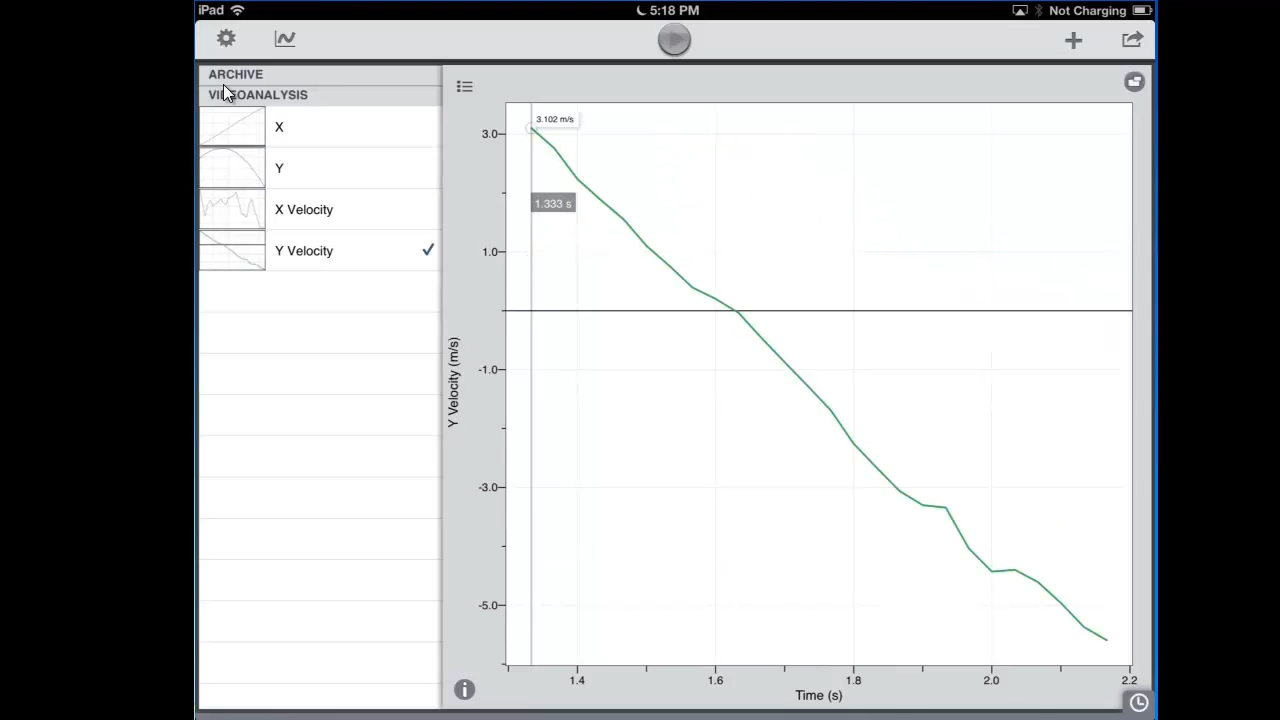 iPad 5:18 PM Not Charging
ARCHIVE
VIDEOANALYSIS
X
Y
X Velocity
Y Velocity
3.102 m/s
1.333 s
3.0
1.0
-1.0
-3.0
-5.0
Y Velocity (m/s)
1.4 1.6 1.8 2.0 2.2
Time (s)